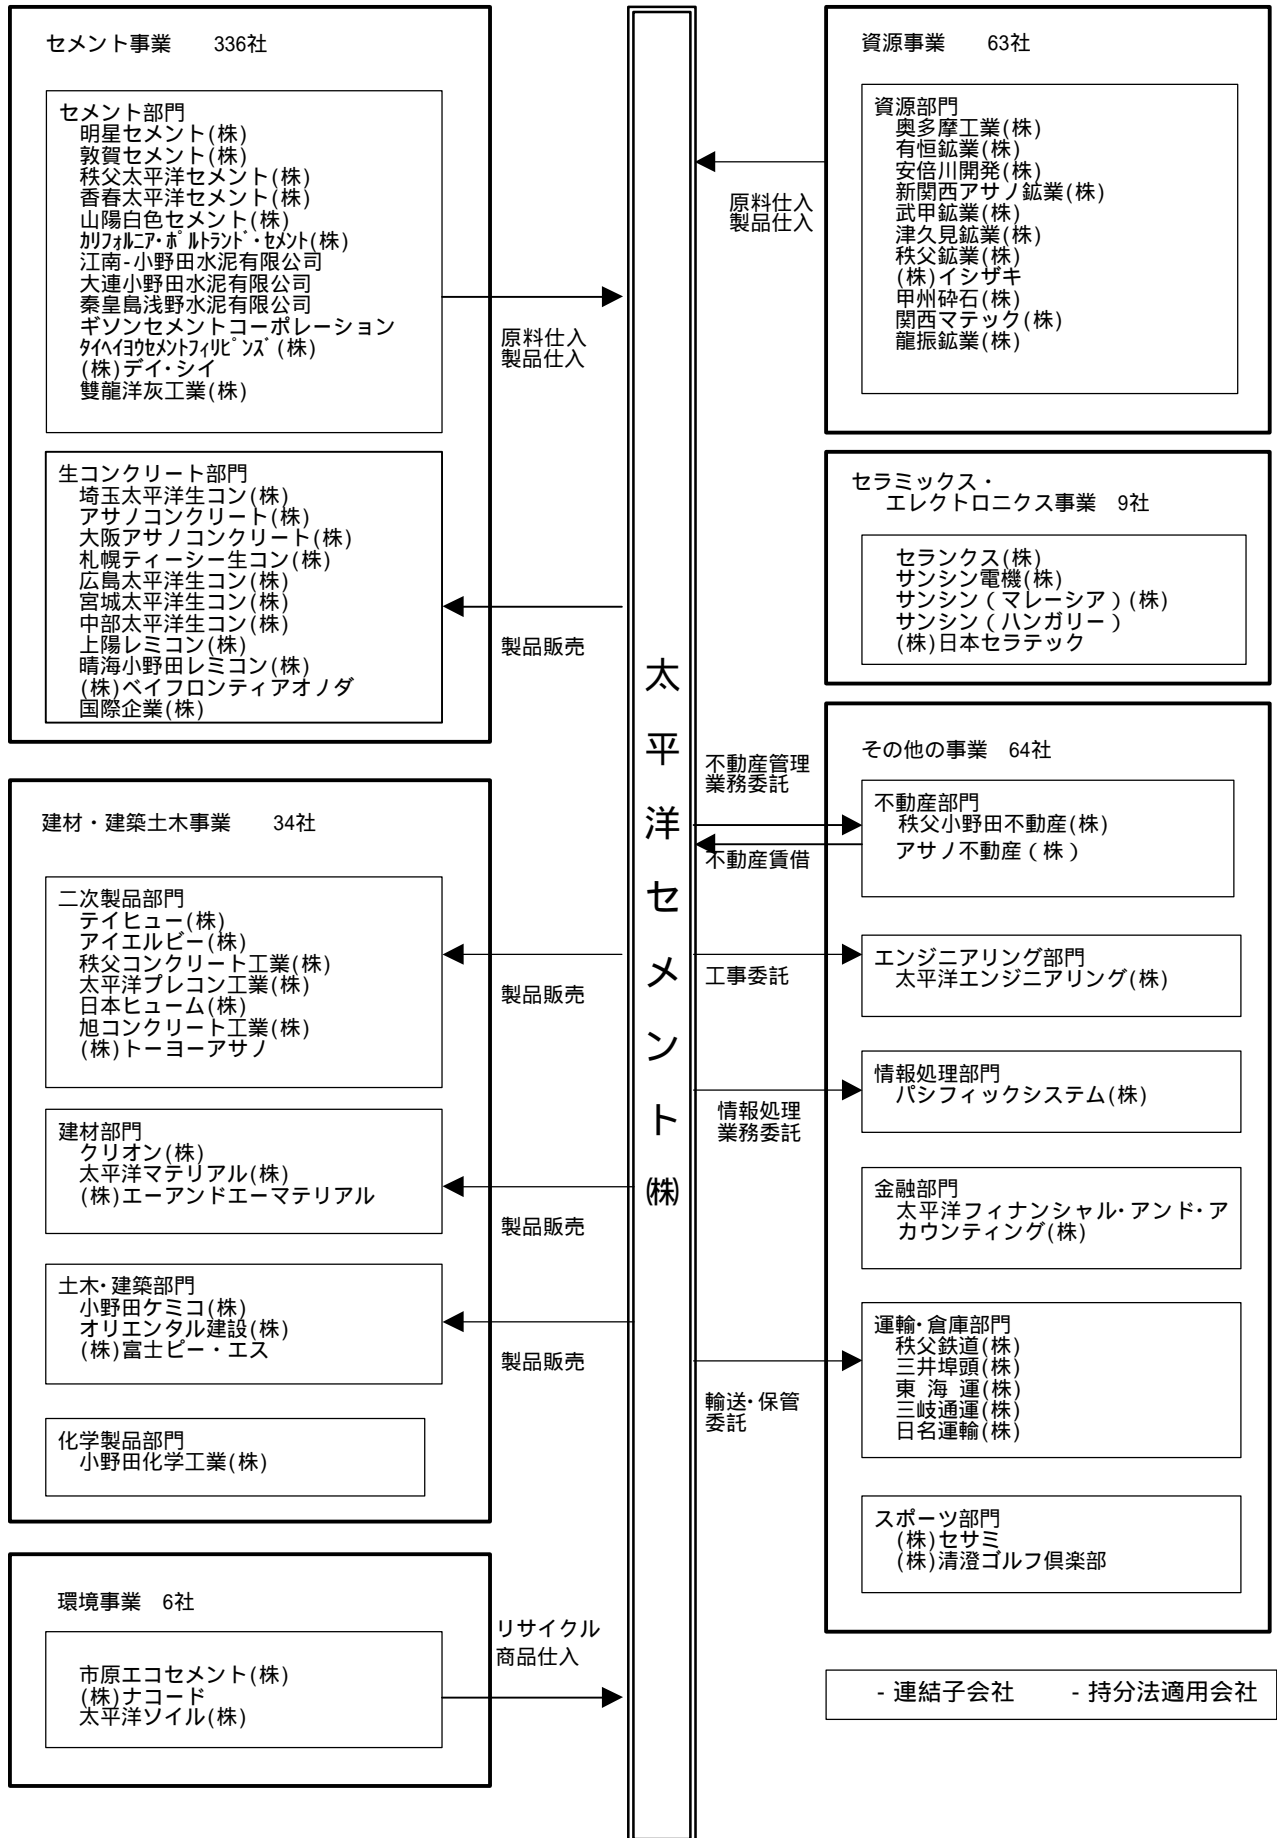 セメント事業　336社
セメント部門
明星セメント(株)
敦賀セメント(株)
秩父太平洋セメント(株)
香春太平洋セメント(株)
山陽白色セメント(株)
ｶﾘﾌｫﾙﾆｱ・ﾎﾟﾙﾄﾗﾝﾄﾞ・ｾﾒﾝﾄ(株)
江南-小野田水泥有限公司
大連小野田水泥有限公司
秦皇島浅野水泥有限公司
ギソンセメントコーポレーション
ﾀｲﾍｲﾖｳｾﾒﾝﾄﾌｨﾘﾋﾟﾝｽﾞ(株)
(株)デイ・シイ
雙龍洋灰工業(株)
原料仕入
製品仕入
生コンクリート部門
埼玉太平洋生コン(株)
アサノコンクリート(株)
大阪アサノコンクリート(株)
札幌ティーシー生コン(株)
広島太平洋生コン(株)
宮城太平洋生コン(株)
中部太平洋生コン(株)
上陽レミコン(株)
晴海小野田レミコン(株)
(株)ベイフロンティアオノダ
国際企業(株)
製品販売
建材・建築土木事業　34社
二次製品部門
テイヒュー(株)
アイエルビー(株)
秩父コンクリート工業(株)
太平洋プレコン工業(株)
日本ヒューム(株)
旭コンクリート工業(株)
(株)トーヨーアサノ
製品販売
建材部門
クリオン(株)
太平洋マテリアル(株)
(株)エーアンドエーマテリアル
製品販売
土木・建築部門
小野田ケミコ(株)
オリエンタル建設(株)
(株)富士ピー・エス
製品販売
化学製品部門
小野田化学工業(株)
環境事業　6社
市原エコセメント(株)
(株)ナコード
太平洋ソイル(株)
リサイクル
商品仕入
太平洋セメント㈱
資源事業　63社
資源部門
奥多摩工業(株)
有恒鉱業(株)
安倍川開発(株)
新関西アサノ鉱業(株)
武甲鉱業(株)
津久見鉱業(株)
秩父鉱業(株)
(株)イシザキ
甲州砕石(株)
関西マテック(株)
龍振鉱業(株)
原料仕入
製品仕入
セラミックス・
エレクトロニクス事業　9社
セランクス(株)
サンシン電機(株)
サンシン（マレーシア）(株)
サンシン（ハンガリー）
(株)日本セラテック
その他の事業　64社
不動産管理
業務委託
不動産賃借
不動産部門
秩父小野田不動産(株)
アサノ不動産（株）
工事委託
エンジニアリング部門
太平洋エンジニアリング(株)
情報処理
業務委託
情報処理部門
パシフィックシステム(株)
金融部門
太平洋フィナンシャル・アンド・ア
カウンティング(株)
輸送・保管
委託
運輸・倉庫部門
秩父鉄道(株)
三井埠頭(株)
東 海 運(株)
三岐通運(株)
日名運輸(株)
スポーツ部門
(株)セサミ
(株)清澄ゴルフ倶楽部
- 連結子会社　- 持分法適用会社